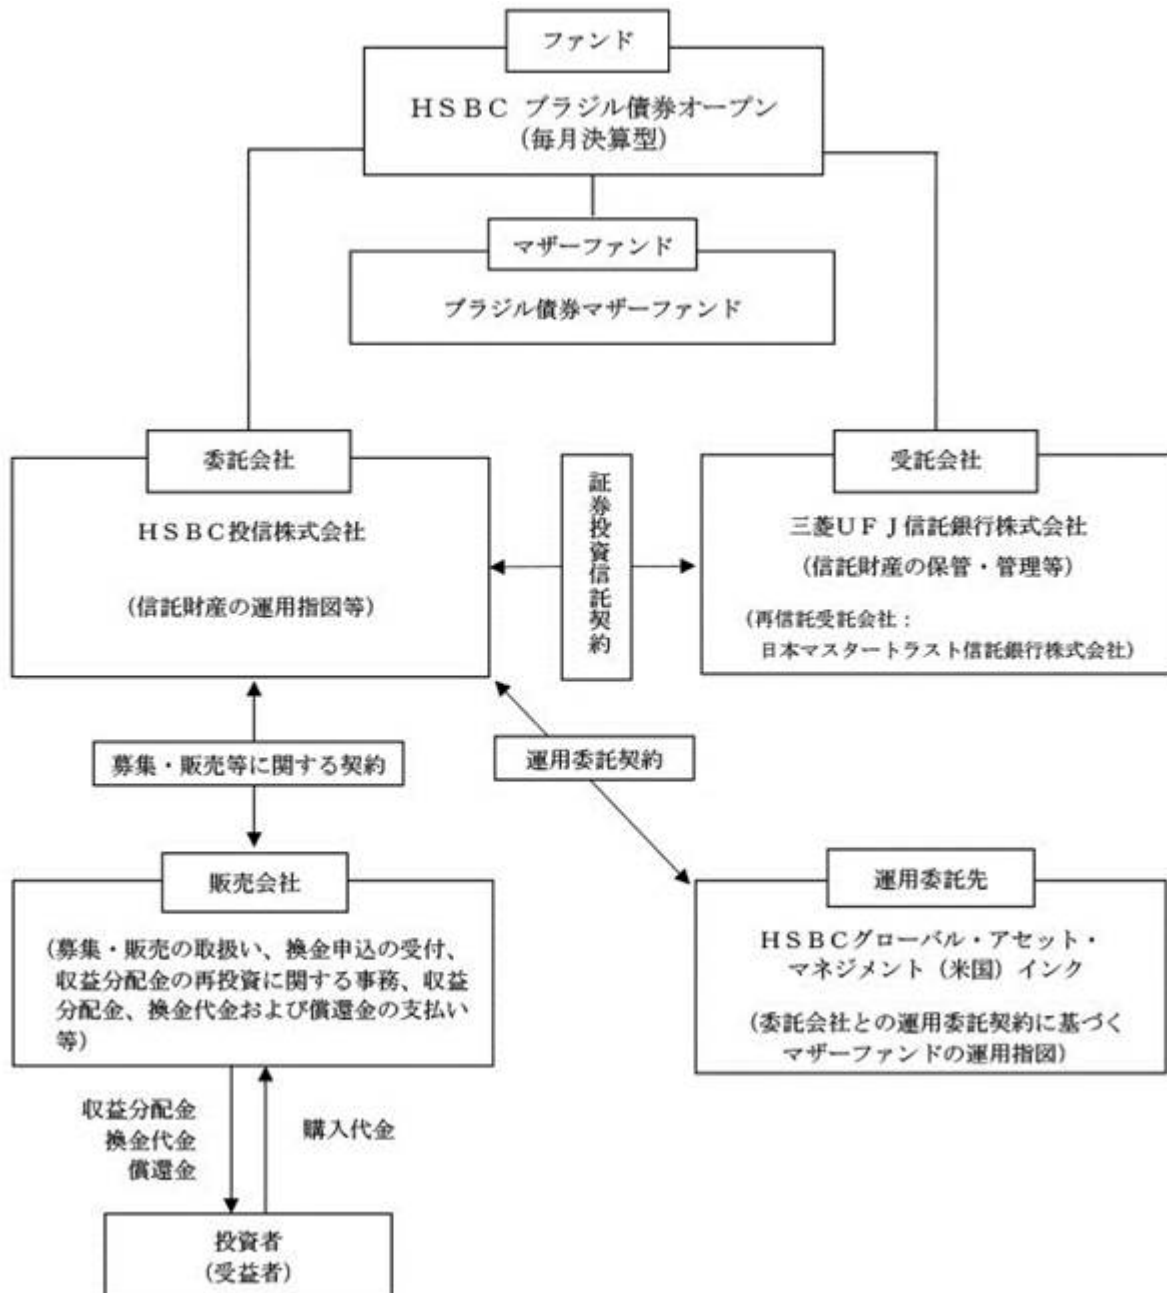 ファンド
HSBC ブラジル債券オープン
(毎月決算型)
マザーファンド
ブラジル債券マザーファンド
委託会社
HSBC投信株式会社
(信託財産の運用指図等)
証券投資信託契約
受託会社
三菱UFJ信託銀行株式会社
(信託財産の保管・管理等)
(再信託受託会社:
日本マスタートラスト信託銀行株式会社)
募集・販売等に関する契約
運用委託契約
販売会社
(募集・販売の取扱い、換金申込の受付、
収益分配金の再投資に関する事務、収益
分配金、換金代金および償還金の支払い
等)
運用委託先
HSBCグローバル・アセット・
マネジメント(米国)インク
(委託会社との運用委託契約に基づく
マザーファンドの運用指図)
収益分配金
換金代金
償還金
購入代金
投資者
(受益者)